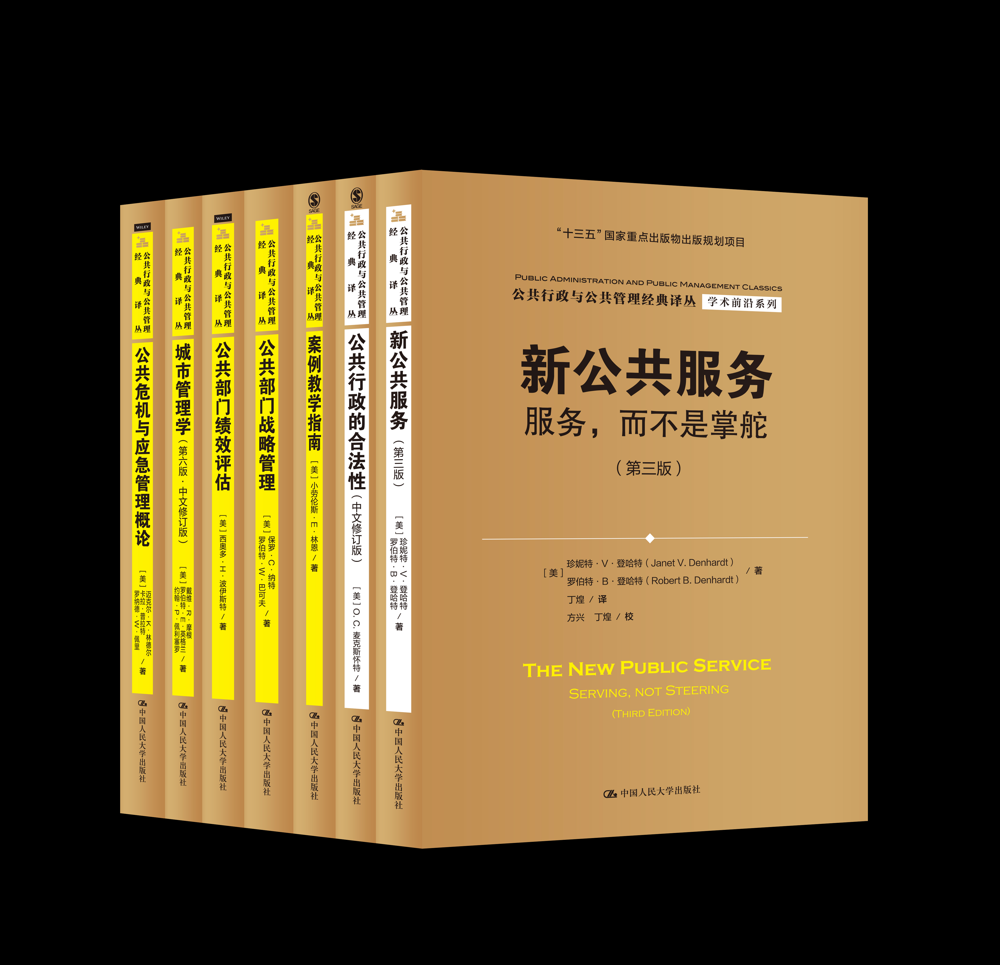 WILEY
公共行政与公共管理
经典译丛
公共危机与应急管理概论
［美］
迈克尔·K·林德尔
卡拉·普拉特
罗纳德·W·佩里
/ 著
中国人民大学出版社
公共行政与公共管理
经典译丛
城市管理学（第六版·中文修订版）
［美］
戴维·R·摩根
罗伯特·E·英格兰
约翰·P·佩利塞罗
/ 著
中国人民大学出版社
WILEY
公共行政与公共管理
经典译丛
公共部门绩效评估
［美］西奥多·H·波伊斯特 / 著
中国人民大学出版社
公共行政与公共管理
经典译丛
公共部门战略管理
［美］
保罗·C·纳特
罗伯特·W·巴可夫
/ 著
中国人民大学出版社
SAGE
公共行政与公共管理
经典译丛
案例教学指南
［美］小劳伦斯·E·林恩 / 著
中国人民大学出版社
SAGE
公共行政与公共管理
经典译丛
公共行政的合法性（中文修订版）
［美］O.C.麦克斯怀特 / 著
中国人民大学出版社
公共行政与公共管理
经典译丛
新公共服务（第三版）
［美］
珍妮特·V·登哈特
罗伯特·B·登哈特
/ 著
中国人民大学出版社
“十三五”国家重点出版物出版规划项目
PUBLIC ADMINISTRATION AND PUBLIC MANAGEMENT CLASSICS
公共行政与公共管理经典译丛 学术前沿系列
新公共服务
服务，而不是掌舵
（第三版）
［美］
珍妮特·V·登哈特（Janet V. Denhardt）
罗伯特·B·登哈特（Robert B. Denhardt）
/ 著
丁煌 / 译
方兴 丁煌 / 校
THE NEW PUBLIC SERVICE
SERVING, NOT STEERING
(THIRD EDITION)
中国人民大学出版社